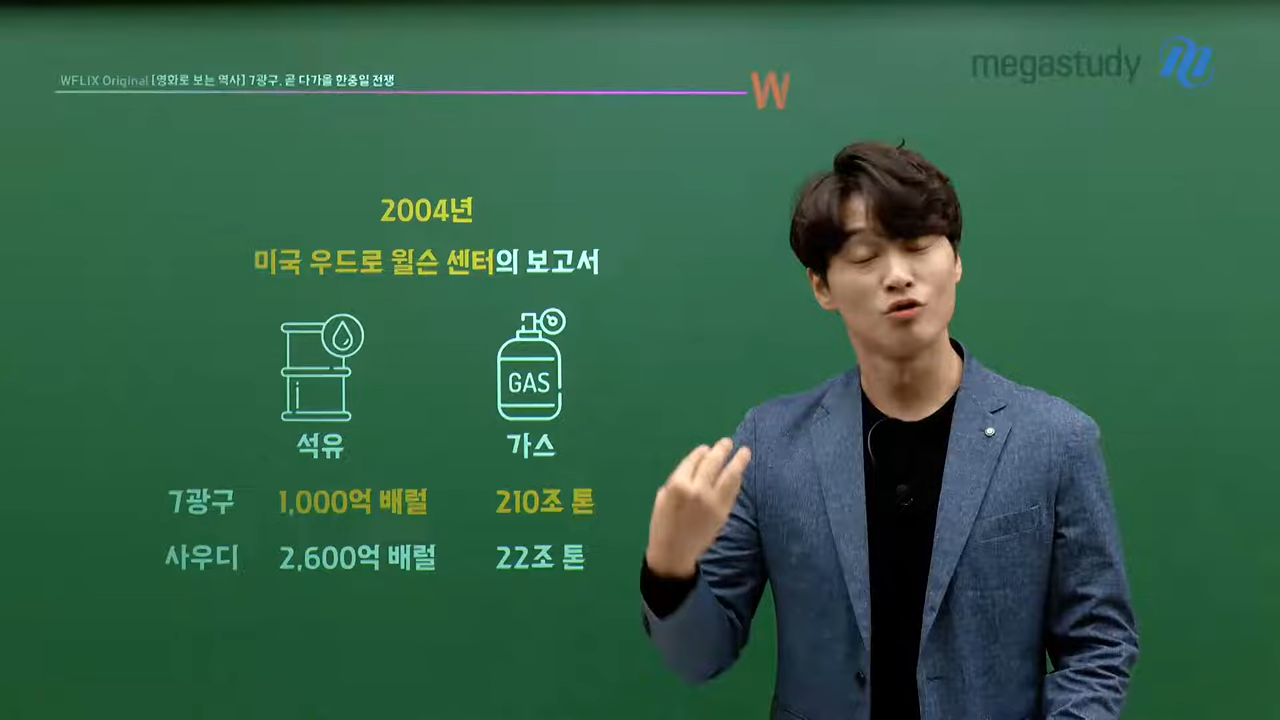 WFLIX Original [영화로 보는 역사] 7광구, 곧 다가올 한중일 전쟁
W
megastudy
2004년
미국 우드로 윌슨 센터의 보고서
GAS
석유 가스
7광구 1,000억 배럴 210조 톤
사우디 2,600억 배럴 22조 톤